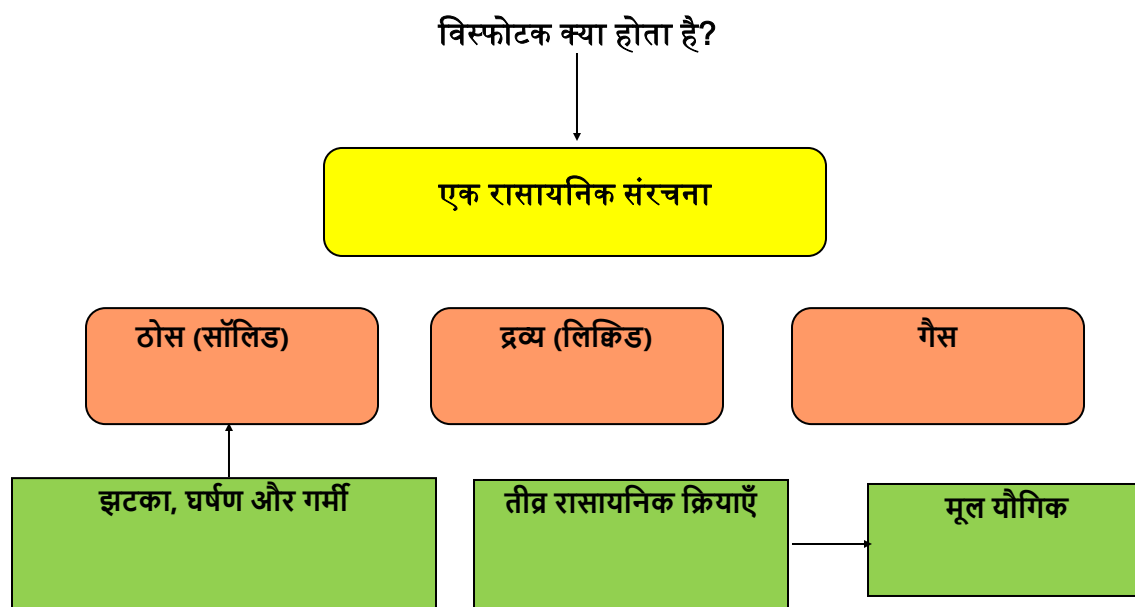 विस्फोटक क्या होता है?
एक रासायनिक संरचना
ठोस (सॉलिड)
द्रव्य (लिक्विड)
गैस
झटका, घर्षण और गर्मी
तीव्र रासायनिक क्रियाएँ
मूल यौगिक